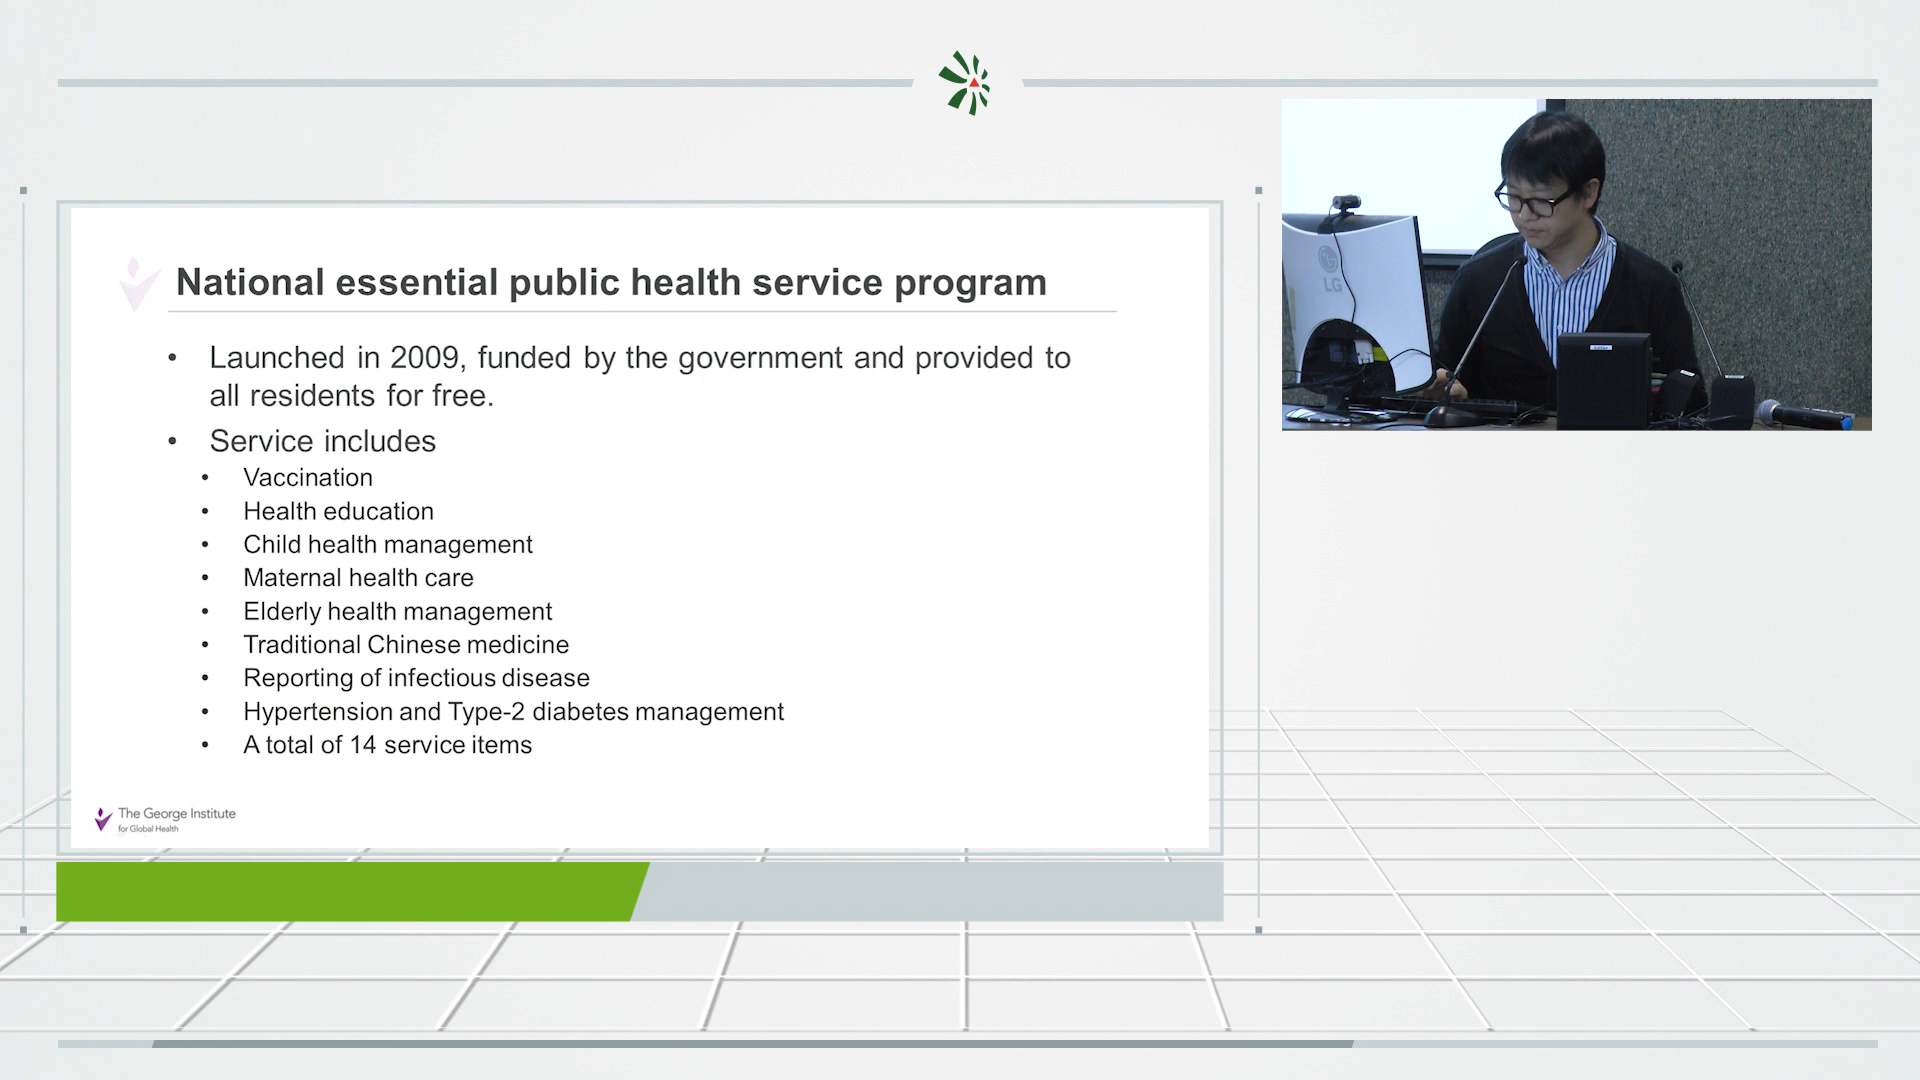 National essential public health service program
• Launched in 2009, funded by the government and provided to
all residents for free.
• Service includes
• Vaccination
• Health education
• Child health management
• Maternal health care
• Elderly health management
• Traditional Chinese medicine
• Reporting of infectious disease
• Hypertension and Type-2 diabetes management
• A total of 14 service items
The George Institute
for Global Health
LG